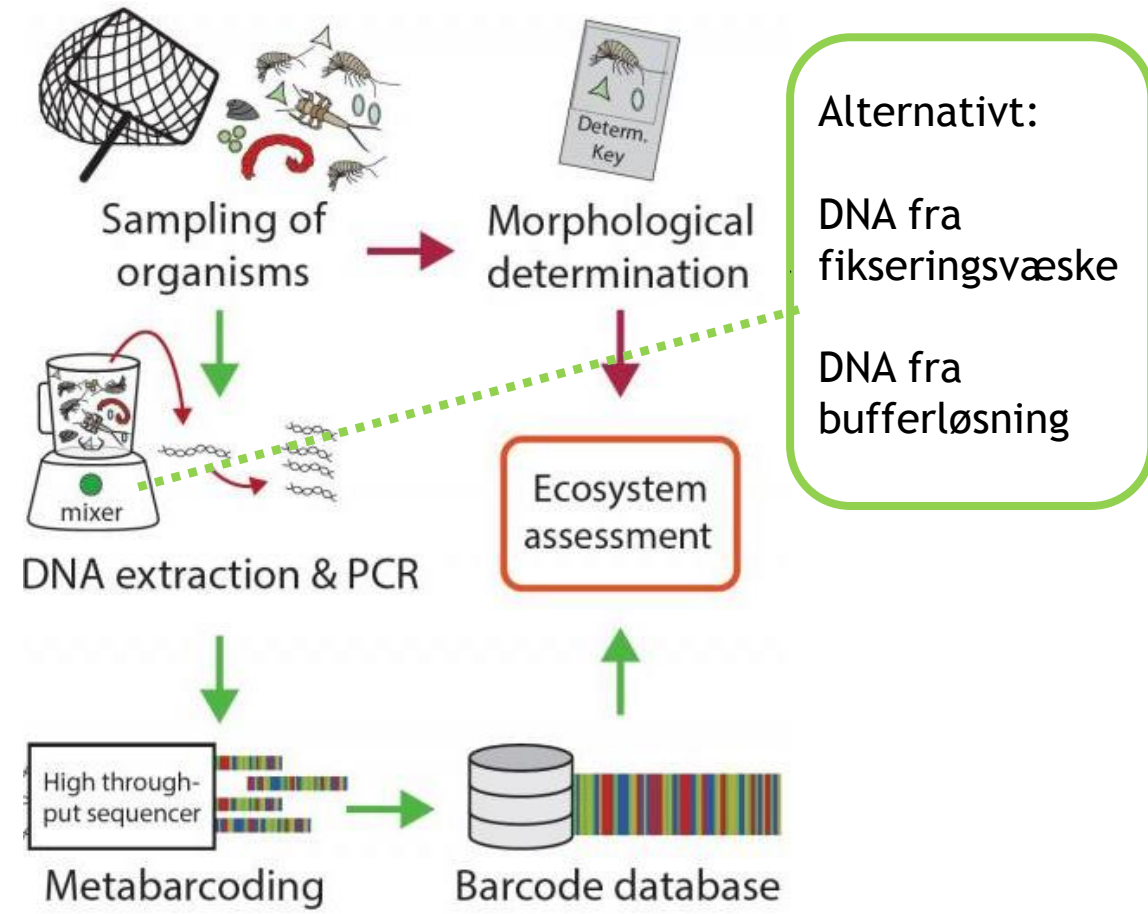 Determ.
Key
Sampling of
organisms
Morphological
determination
Alternativt:
DNA fra
fikseringsvæske
DNA fra
bufferløsning
mixer
DNA extraction & PCR
Ecosystem
assessment
High through-
put sequencer
Metabarcoding
Barcode database